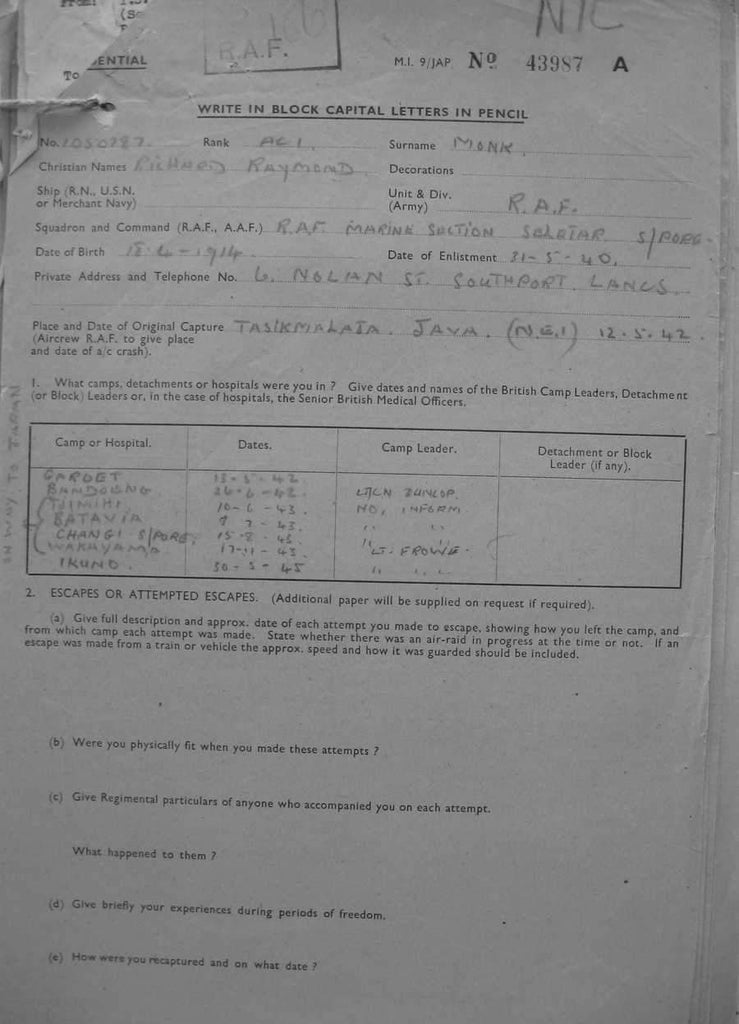 (S
NIC
ENTIAL
R.A.F.
To
M.I. 9/JAP No 43987 A
WRITE IN BLOCK CAPITAL LETTERS IN PENCIL
No. 1050787 Rank AC1 Surname MONK
Christian Names RICHARD RAYMOND Decorations
Ship (R.N., U.S.N. or Merchant Navy) Unit & Div. (Army) R.A.F.
Squadron and Command (R.A.F., A.A.F.) R.A.F. MARINE SECTION SELETAR S/PORE.
Date of Birth 18-4-1914. Date of Enlistment 31-5-40.
Private Address and Telephone No. 6. NOLAN ST. SOUTHPORT LANCS
Place and Date of Original Capture TASIKMALATA. JAVA. (N.E.I) 12.5.42.
(Aircrew R.A.F. to give place
and date of a/c crash).
1. What camps, detachments or hospitals were you in ? Give dates and names of the British Camp Leaders, Detachment
(or Block) Leaders or, in the case of hospitals, the Senior British Medical Officers.
Camp or Hospital. Dates. Camp Leader. Detachment or Block
Leader (if any).
GAROET 13-5-42
BANDOENG 26-6-42. LT/CN DUNLOP.
TJIMIHI 10-6-43. NO, INFORM
BATAVIA 9 7-43. " "
CHANGI S/PORE. 15-8-43.
WAKAYAMA. 17-11-43. "LT. FROWE.
IKUNO. 30-5-45 " "
2. ESCAPES OR ATTEMPTED ESCAPES. (Additional paper will be supplied on request if required).
(a) Give full description and approx. date of each attempt you made to escape, showing how you left the camp, and
from which camp each attempt was made. State whether there was an air-raid in progress at the time or not. If an
escape was made from a train or vehicle the approx. speed and how it was guarded should be included.
(b) Were you physically fit when you made these attempts ?
(c) Give Regimental particulars of anyone who accompanied you on each attempt.
What happened to them ?
(d) Give briefly your experiences during periods of freedom.
(e) How were you recaptured and on what date ?